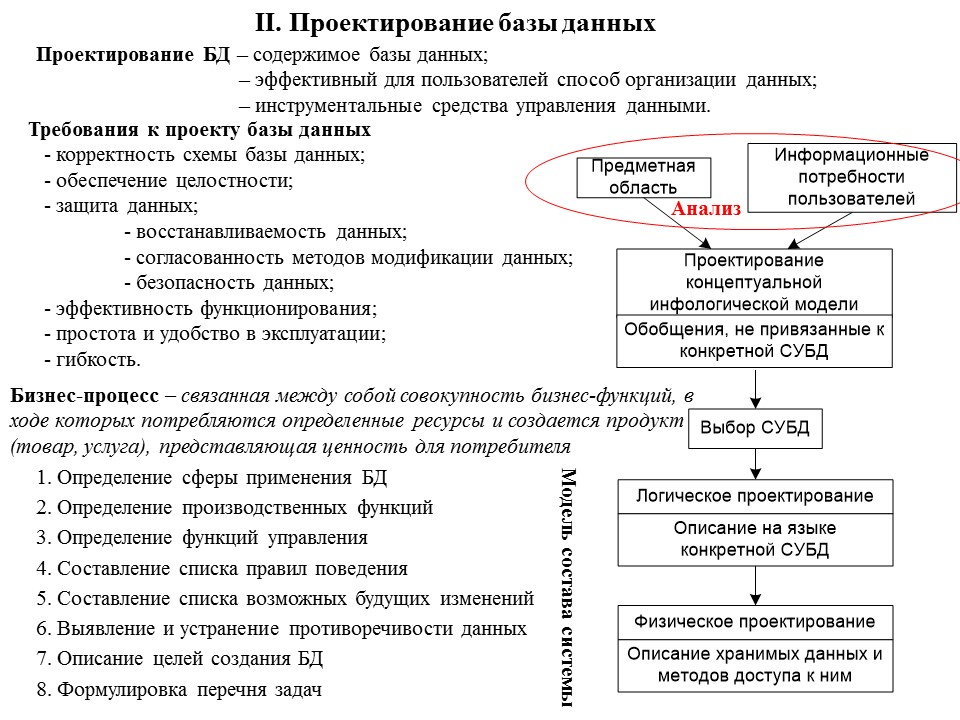 II. Проектирование базы данных
Проектирование БД – содержимое базы данных;
– эффективный для пользователей способ организации данных;
– инструментальные средства управления данными.
Требования к проекту базы данных
- корректность схемы базы данных;
- обеспечение целостности;
- защита данных;
- восстанавливаемость данных;
- согласованность методов модификации данных;
- безопасность данных;
- эффективность функционирования;
- простота и удобство в эксплуатации;
- гибкость.
Бизнес-процесс – связанная между собой совокупность бизнес-функций, в
ходе которых потребляются определенные ресурсы и создается продукт
(товар, услуга), представляющая ценность для потребителя
1. Определение сферы применения БД
2. Определение производственных функций
3. Определение функций управления
4. Составление списка правил поведения
5. Составление списка возможных будущих изменений
6. Выявление и устранение противоречивости данных
7. Описание целей создания БД
8. Формулировка перечня задач
Модель состава системы
Предметная
область
Информационные
потребности
пользователей
Анализ
Проектирование
концептуальной
инфологической модели
Обобщения, не привязанные к
конкретной СУБД
Выбор СУБД
Логическое проектирование
Описание на языке
конкретной СУБД
Физическое проектирование
Описание хранимых данных и
методов доступа к ним